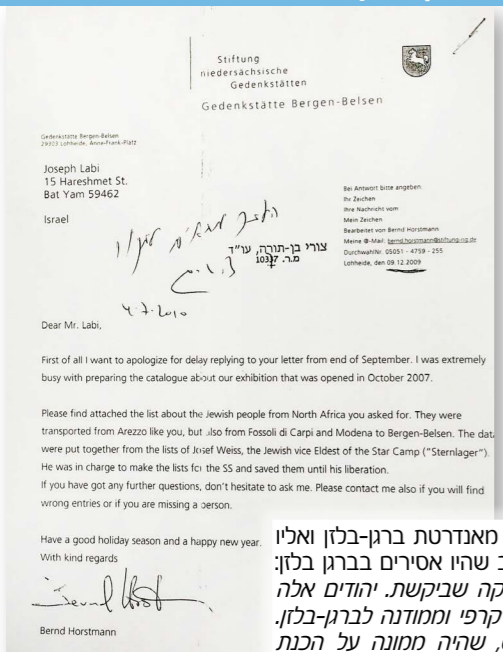 Stiftung
niedersächsische
Gedenkstätten
Gedenkstätte Bergen-Belsen
Gedenkstätte Bergen-Belsen
29303 Lohheide, Anne-Frank-Platz
Joseph Labi
15 Hareshmet St.
Bat Yam 59462
Israel
Bei Antwort bitte angeben:
Ihr Zeichen
Ihre Nachricht vom
Mein Zeichen
Bearbeitet von Bernd Horstmann
Meine @-Mail: bernd.horstmann@stiftung-ng.de
DurchwahlNr. 05051 - 4759 - 255
Lohheide, den 09.12.2009
צורי בן-תורה, עו"ד
מ.ר. 10337
4.7.2010
Dear Mr. Labi,
First of all I want to apologize for delay replying to your letter from end of September. I was extremely
busy with preparing the catalogue about our exhibition that was opened in October 2007.
Please find attached the list about the Jewish people from North Africa you asked for. They were
transported from Arezzo like you, but also from Fossoli di Carpi and Modena to Bergen-Belsen. The data
were put together from the lists of Josef Weiss, the Jewish vice Eldest of the Star Camp ("Sternlager").
He was in charge to make the lists for the SS and saved them until his liberation.
If you have got any further questions, don't hesitate to ask me. Please contact me also if you will find
wrong entries or if you are missing a person.
Have a good holiday season and a happy new year.
With kind regards
Bernd Horstmann
מאנדרטת ברגן-בלזן ואליו
ב שהיו אסירים בברגן בלזן:
קה שביקשת. יהודים אלה
קרפי וממודנה לברגן-בלזן.
שהיה ממונה על הכנת